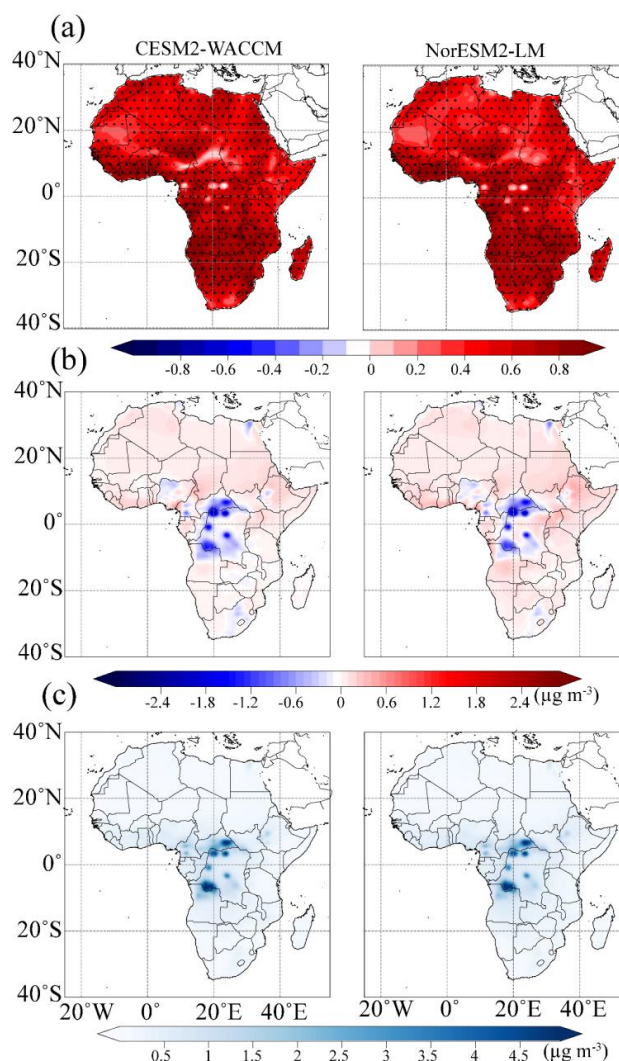 (a)
CESM2-WACCM NorESM2-LM
40°N
20°N
0°
20°S
40°S
-0.8 -0.6 -0.4 -0.2 0 0.2 0.4 0.6 0.8
(b)
40°N
20°N
0°
20°S
40°S
-2.4 -1.8 -1.2 -0.6 0 0.6 1.2 1.8 2.4 (µg m⁻³)
(c)
40°N
20°N
0°
20°S
40°S
20°W 0° 20°E 40°E 20°W 0° 20°E 40°E
0.5 1 2 2.5 3 3.5 4 4.5 (µg m⁻³)